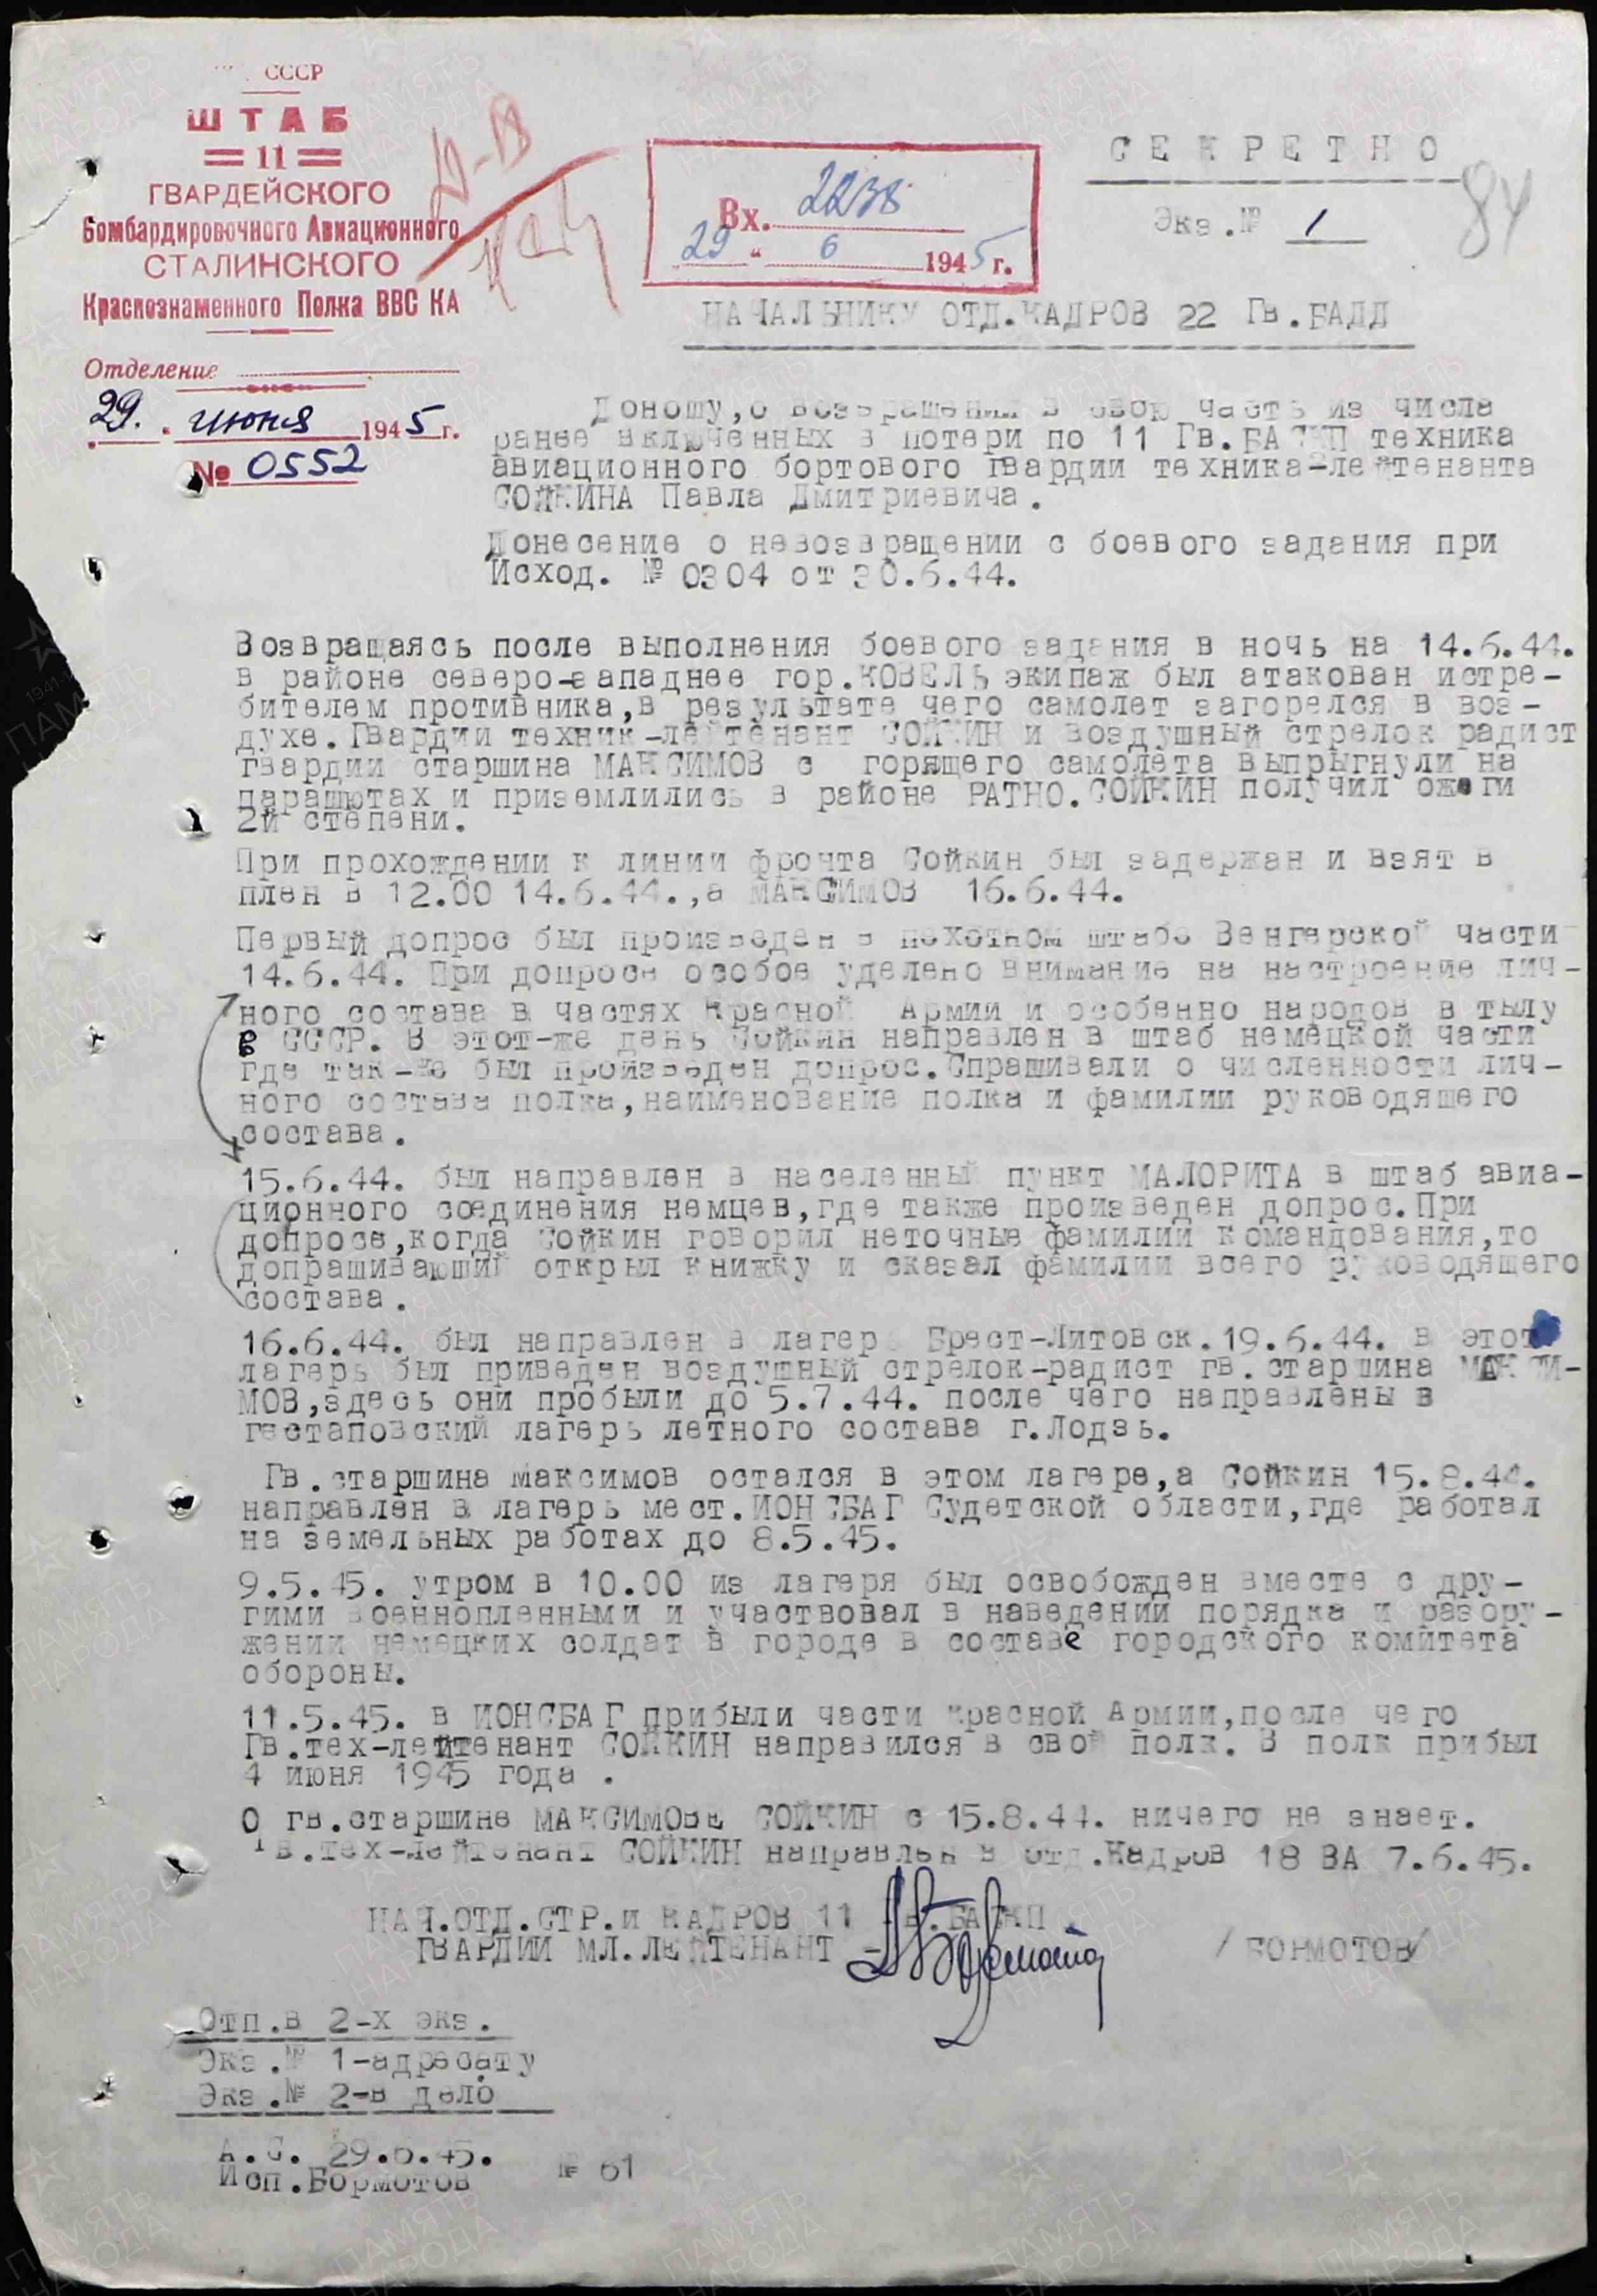 СССР
ШТАБ
11
ГВАРДЕЙСКОГО
Бомбардировочного Авиационного
СТАЛИНСКОГО
Краснознаменного Полка ВВС КА
Отделение
29. июня 1945 г.
№ 0552
Вх. 2238
29 " 6 1945 г.
СЕКРЕТНО
Экз.№ 1
84
НАЧАЛЬНИКУ ОТД.КАДРОВ 22 Гв.БАДД
Доношу,о возвращении в свою часть из числа
ранее включенных в потери по 11 Гв.БАСКП техника
авиационного бортового гвардии техника-лейтенанта
СОЙКИНА Павла Дмитриевича.
Донесение о невозвращении с боевого задания при
Исход. № 0304 от 30.6.44.
Возвращаясь после выполнения боевого задания в ночь на 14.6.44.
в районе северо-западнее гор.КОВЕЛЬ экипаж был атакован истре-
бителем противника,в результате чего самолет загорелся в воз-
духе.Гвардии техник-лейтенант СОЙКИН и воздушный стрелок радист
гвардии старшина МАКСИМОВ с горящего самолета выпрыгнули на
парашютах и приземлились в районе РАТНО.СОЙКИН получил ожоги
2й степени.
При прохождении к линии фронта Сойкин был задержан и взят в
плен в 12.00 14.6.44.,а МАКСИМОВ 16.6.44.
Первый допрос был произведен в пехотном штабе Венгерской части
14.6.44. При допросе особое уделено внимание на настроение лич-
ного состава в частях Красной Армии и особенно народов в тылу
в СССР. В этот-же день Сойкин направлен в штаб немецкой части
где так-же был произведен допрос.Спрашивали о численности лич-
ного состава полка,наименование полка и фамилии руководящего
состава.
15.6.44. был направлен в населенный пункт МАЛОРИТА в штаб авиа-
ционного соединения немцев,где также произведен допрос.При
допросе,когда Сойкин говорил неточные фамилии командования,то
допрашивающий открыл книжку и сказал фамилии всего руководящего
состава.
16.6.44. был направлен в лагерь Брест-Литовск.19.6.44. в этот
лагерь был приведен воздушный стрелок-радист гв.старшина МАКСИ-
МОВ,здесь они пробыли до 5.7.44. после чего направлены в
гестаповский лагерь летного состава г.Лодзь.
Гв.старшина Максимов остался в этом лагере,а Сойкин 15.8.44.
направлен в лагерь мест.ИОНСБАГ Судетской области,где работал
на земельных работах до 8.5.45.
9.5.45. утром в 10.00 из лагеря был освобожден вместе с дру-
гими военнопленными и участвовал в наведении порядка и разору-
жении немецких солдат в городе в составе городского комитета
обороны.
11.5.45. в ИОНСБАГ прибыли части Красной Армии,после чего
Гв.тех-лейтенант СОЙКИН направился в свой полк. В полк прибыл
4 июня 1945 года .
О гв.старшине МАКСИМОВЕ СОЙКИН с 15.8.44. ничего не знает.
Гв.тех-лейтенант СОЙКИН направлен в отд.Кадров 18 ВА 7.6.45.
НАЧ.ОТД.СТР.и КАДРОВ 11 Гв.БАСКП
ГВАРДИИ МЛ.ЛЕЙТЕНАНТ - /БОРМОТОВ/
Отп.в 2-х экз.
Экз.№ 1-адресату
Экз.№ 2-в дело
А.С. 29.6.45.
Исп.Бормотов № 61